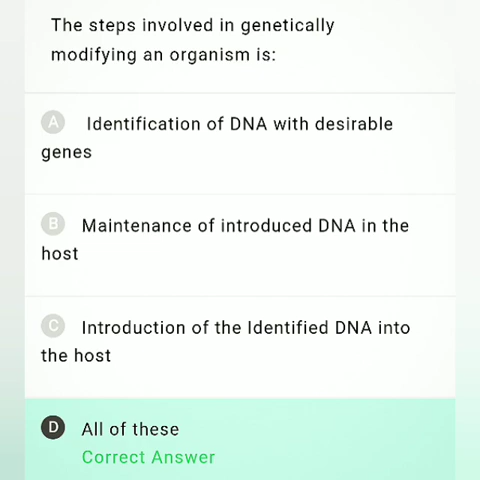 The steps involved in genetically
modifying an organism is:
A Identification of DNA with desirable
genes
B Maintenance of introduced DNA in the
host
C Introduction of the Identified DNA into
the host
D All of these
Correct Answer